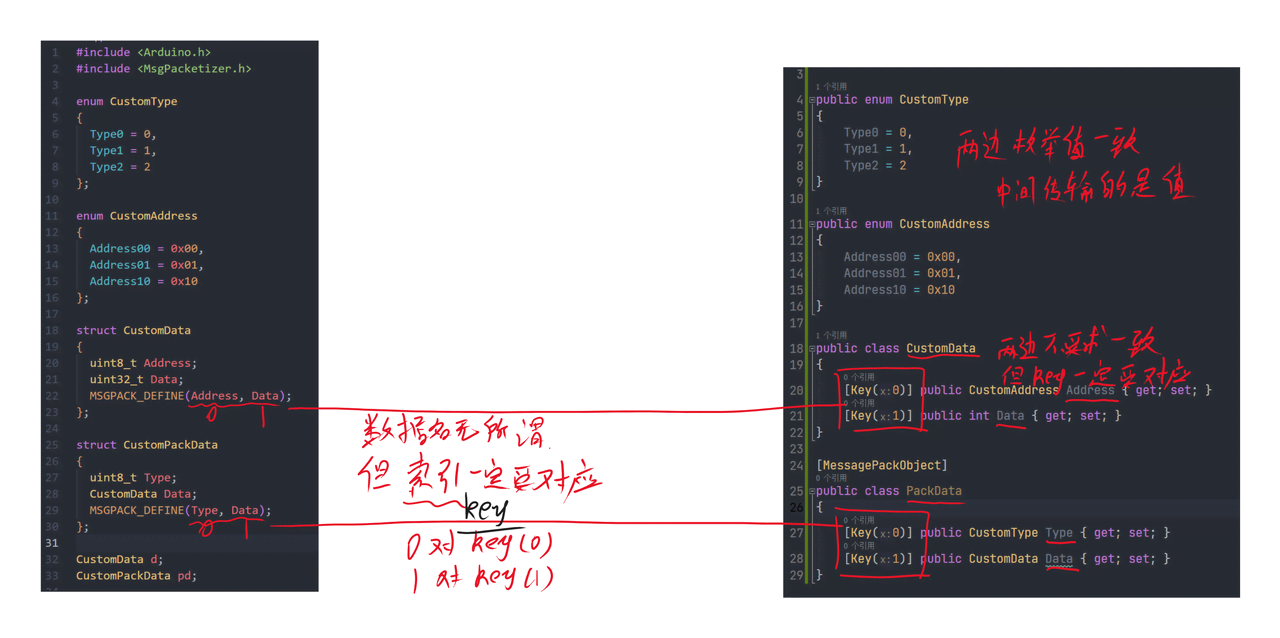 1 #include <Arduino.h>
2 #include <MsgPacketizer.h>
3
4 enum CustomType
5 {
6 Type0 = 0,
7 Type1 = 1,
8 Type2 = 2
9 };
10
11 enum CustomAddress
12 {
13 Address00 = 0x00,
14 Address01 = 0x01,
15 Address10 = 0x10
16 };
17
18 struct CustomData
19 {
20 uint8_t Address;
21 uint32_t Data;
22 MSGPACK_DEFINE(Address, Data);
23 };
0 1
24
25 struct CustomPackData
26 {
27 uint8_t Type;
28 CustomData Data;
29 MSGPACK_DEFINE(Type, Data);
30 };
0 1
31
32 CustomData d;
33 CustomPackData pd;
数据名无所谓
但索引一定要对应
key
0 对 key(0)
1 对 key(1)
3
1 个引用
4 public enum CustomType
5 {
6 Type0 = 0,
7 Type1 = 1,
8 Type2 = 2
9 }
两边枚举值一致
中间传输的是值
10
1 个引用
11 public enum CustomAddress
12 {
13 Address00 = 0x00,
14 Address01 = 0x01,
15 Address10 = 0x10
16 }
17
1 个引用
18 public class CustomData
两边不要求一致
但key一定要对应
19 {
0 个引用
20 [Key(x:0)] public CustomAddress Address { get; set; }
0 个引用
21 [Key(x:1)] public int Data { get; set; }
22 }
23
24 [MessagePackObject]
0 个引用
25 public class PackData
26 {
0 个引用
27 [Key(x:0)] public CustomType Type { get; set; }
0 个引用
28 [Key(x:1)] public CustomData Data { get; set; }
29 }